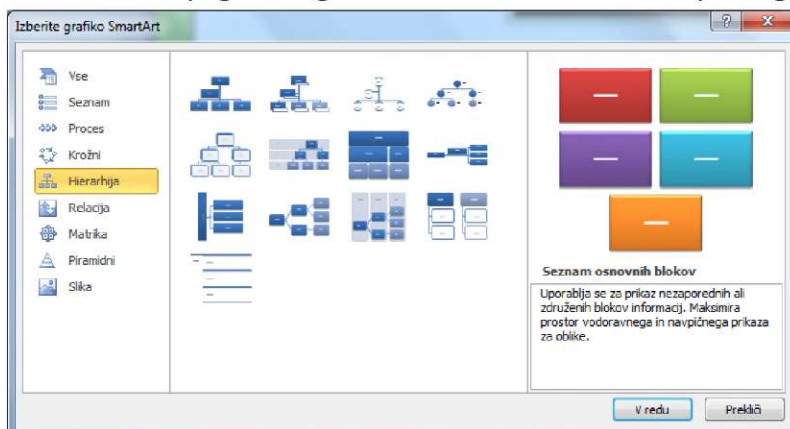 Izberite grafiko SmartArt
Vse
Seznam
Proces
Krožni
Hierarhija
Relacija
Matrika
Piramidni
Slika
Seznam osnovnih blokov
Uporablja se za prikaz nezaporednih ali
združenih blokov informacij. Maksimira
prostor vodoravnega in navpičnega prikaza
za oblike.
V redu
Prekliči